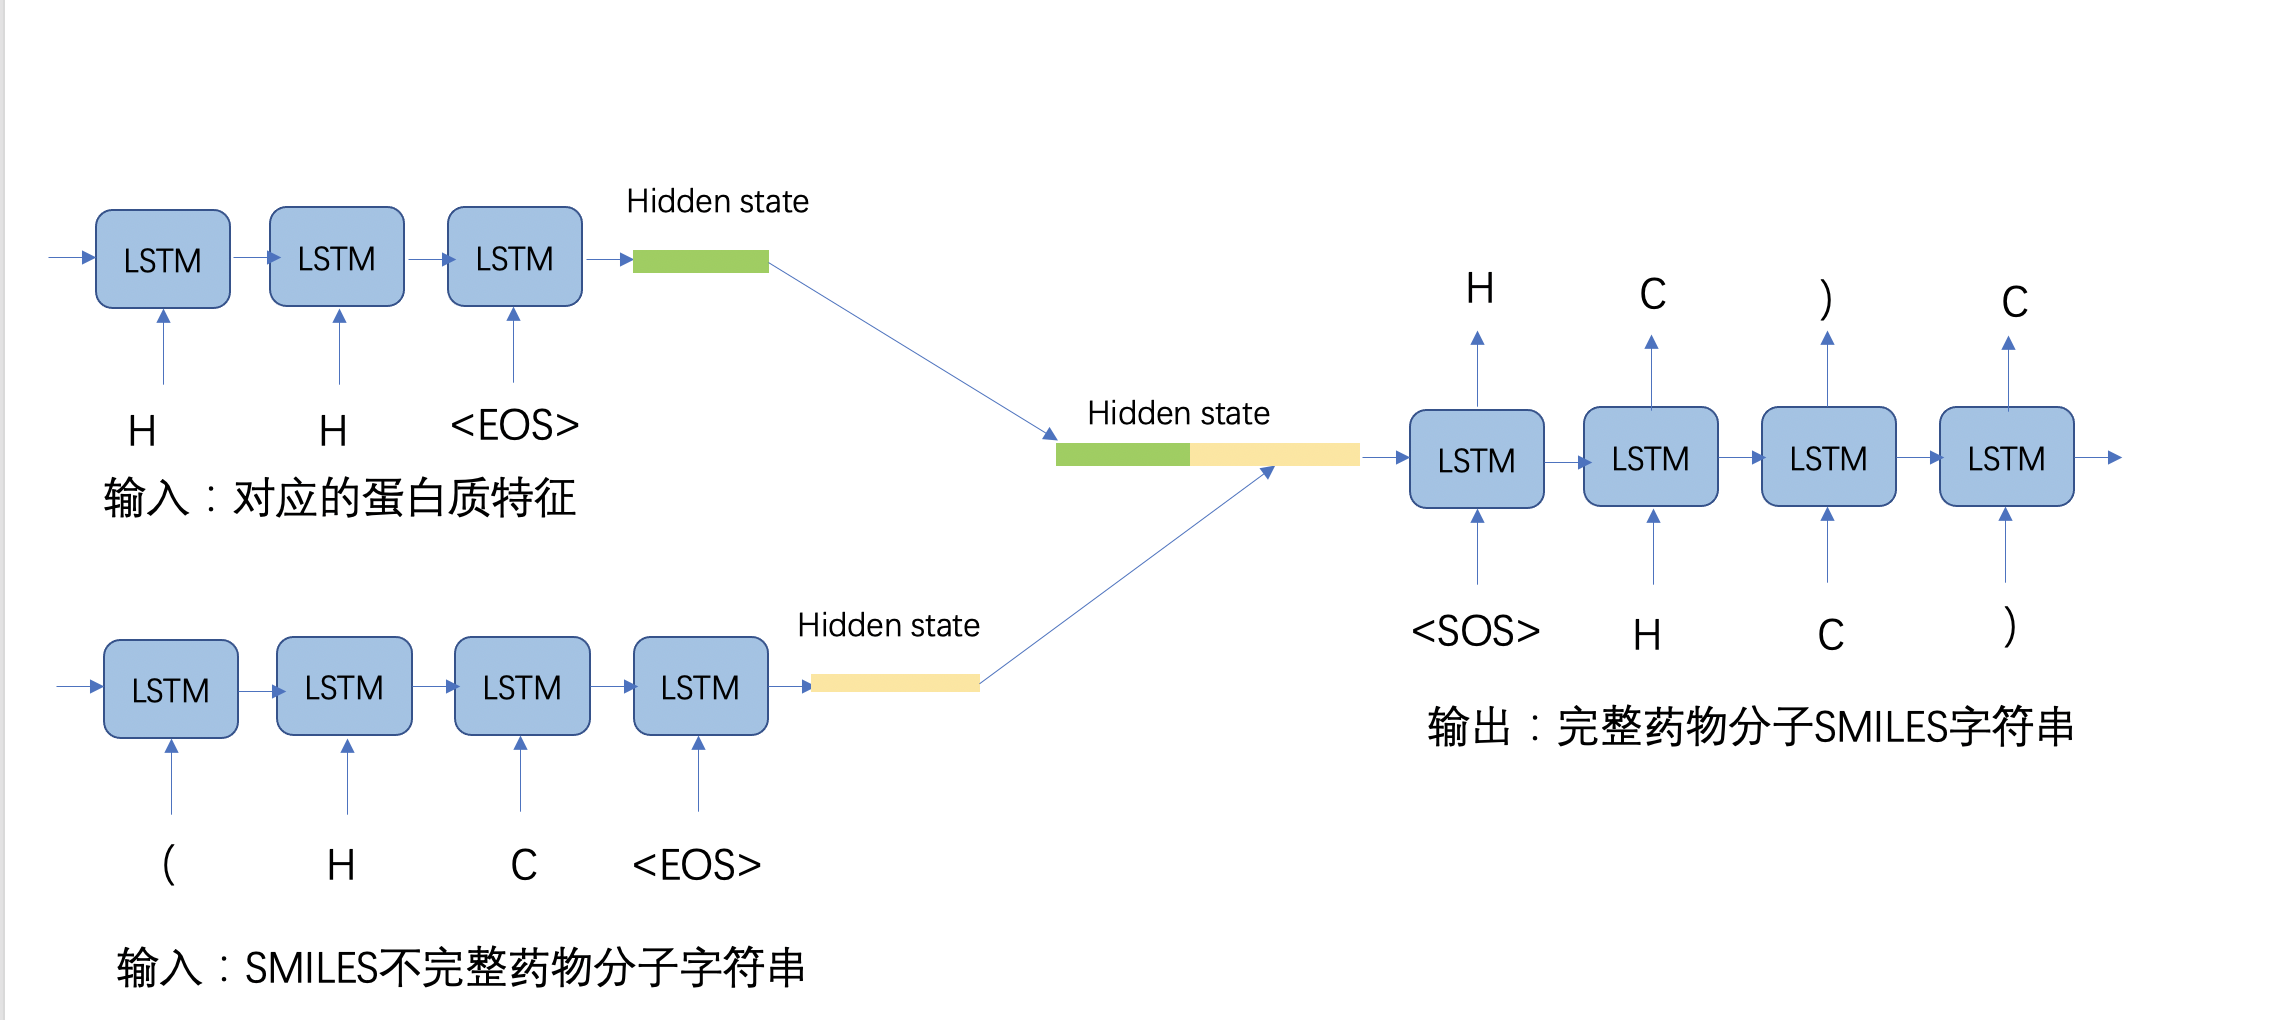 Hidden state
LSTM LSTM LSTM
H H <EOS>
输入：对应的蛋白质特征
Hidden state
LSTM LSTM LSTM LSTM
( H C <EOS>
输入：SMILES不完整药物分子字符串
Hidden state
H C ) C
LSTM LSTM LSTM LSTM
<SOS> H C )
输出：完整药物分子SMILES字符串